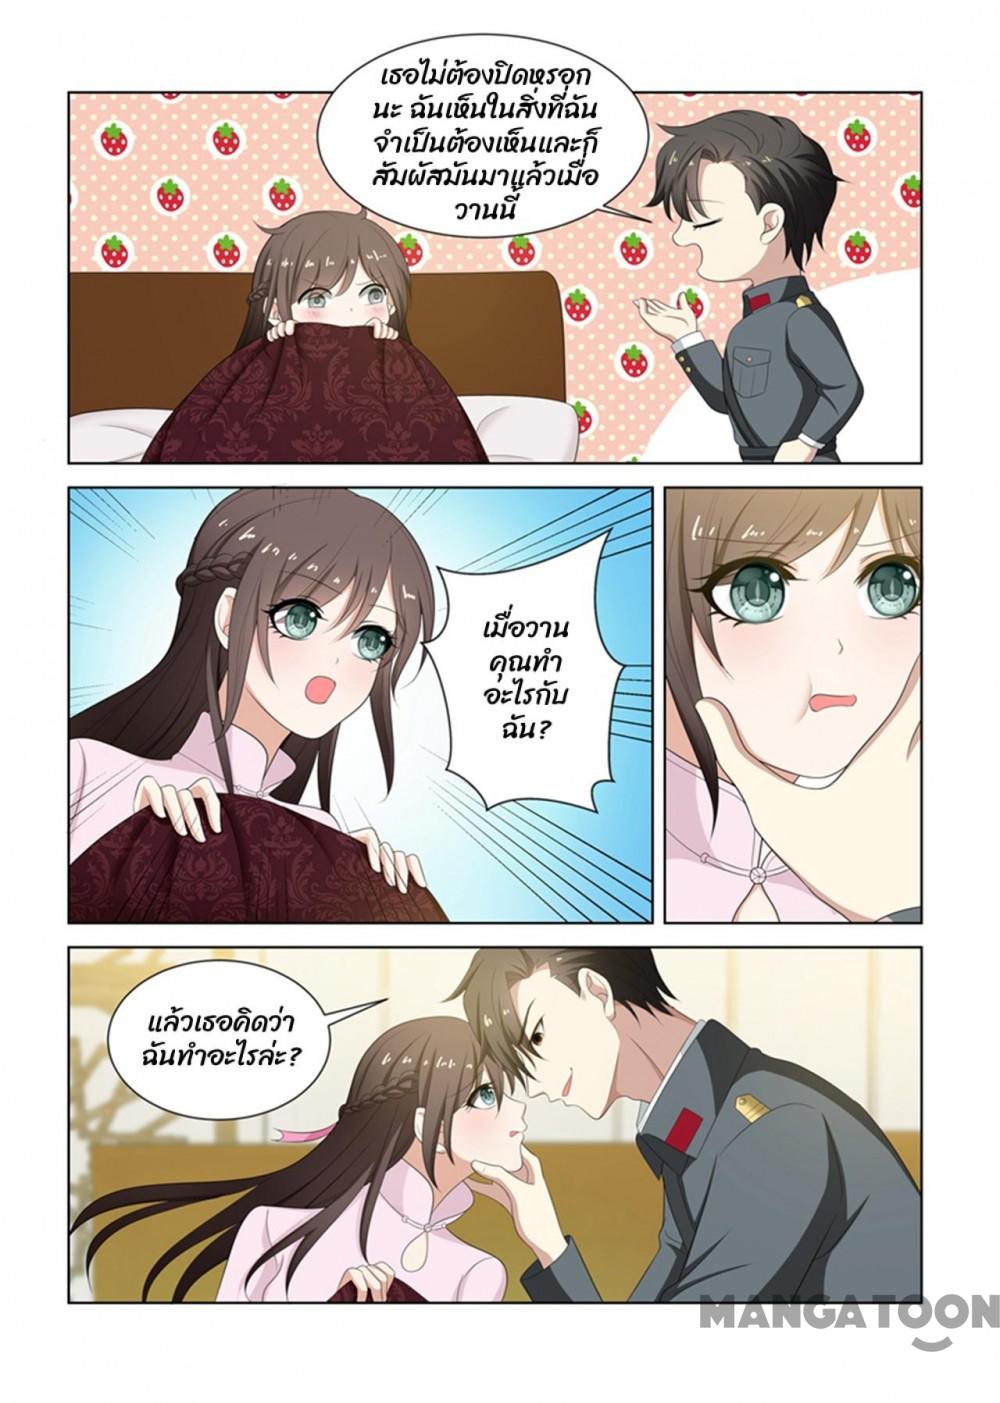 เธอไม่ต้องปิดหรอก
นะ ฉันเห็นในสิ่งที่ฉัน
จำเป็นต้องเห็นและก็
สัมผัสมันมาแล้วเมื่อ
วานนี้
เมื่อวาน
คุณทำ
อะไรกับ
ฉัน?
แล้วเธอคิดว่า
ฉันทำอะไรล่ะ?
MANGATOON